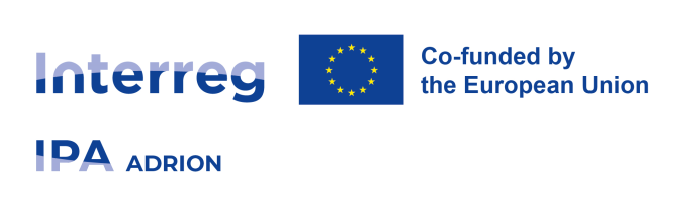 Interreg
Co-funded by
the European Union
IPA ADRION